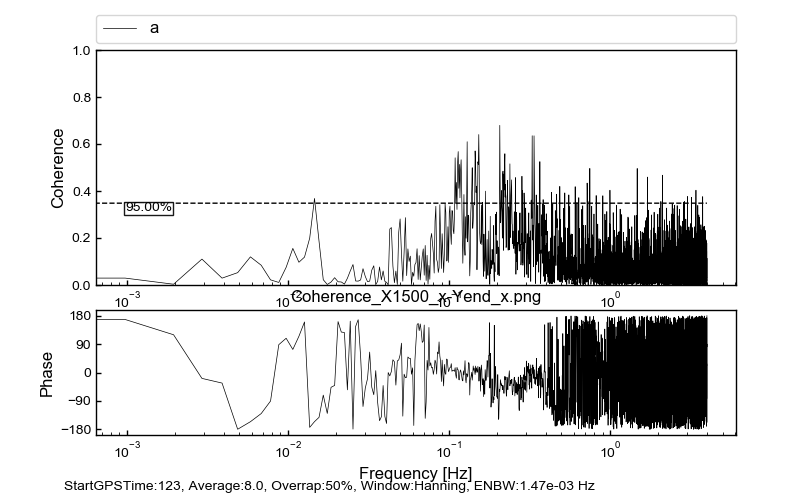 a
1.0
0.8
Coherence
0.6
0.4
95.00%
0.2
0.0
10⁻³ 10⁻² 10⁻¹ 10⁰
Coherence_X1500_x-Yend_x.png
180
90
Phase
0
−90
−180
10⁻³ 10⁻² 10⁻¹ 10⁰
Frequency [Hz]
StartGPSTime:123, Average:8.0, Overrap:50%, Window:Hanning, ENBW:1.47e-03 Hz